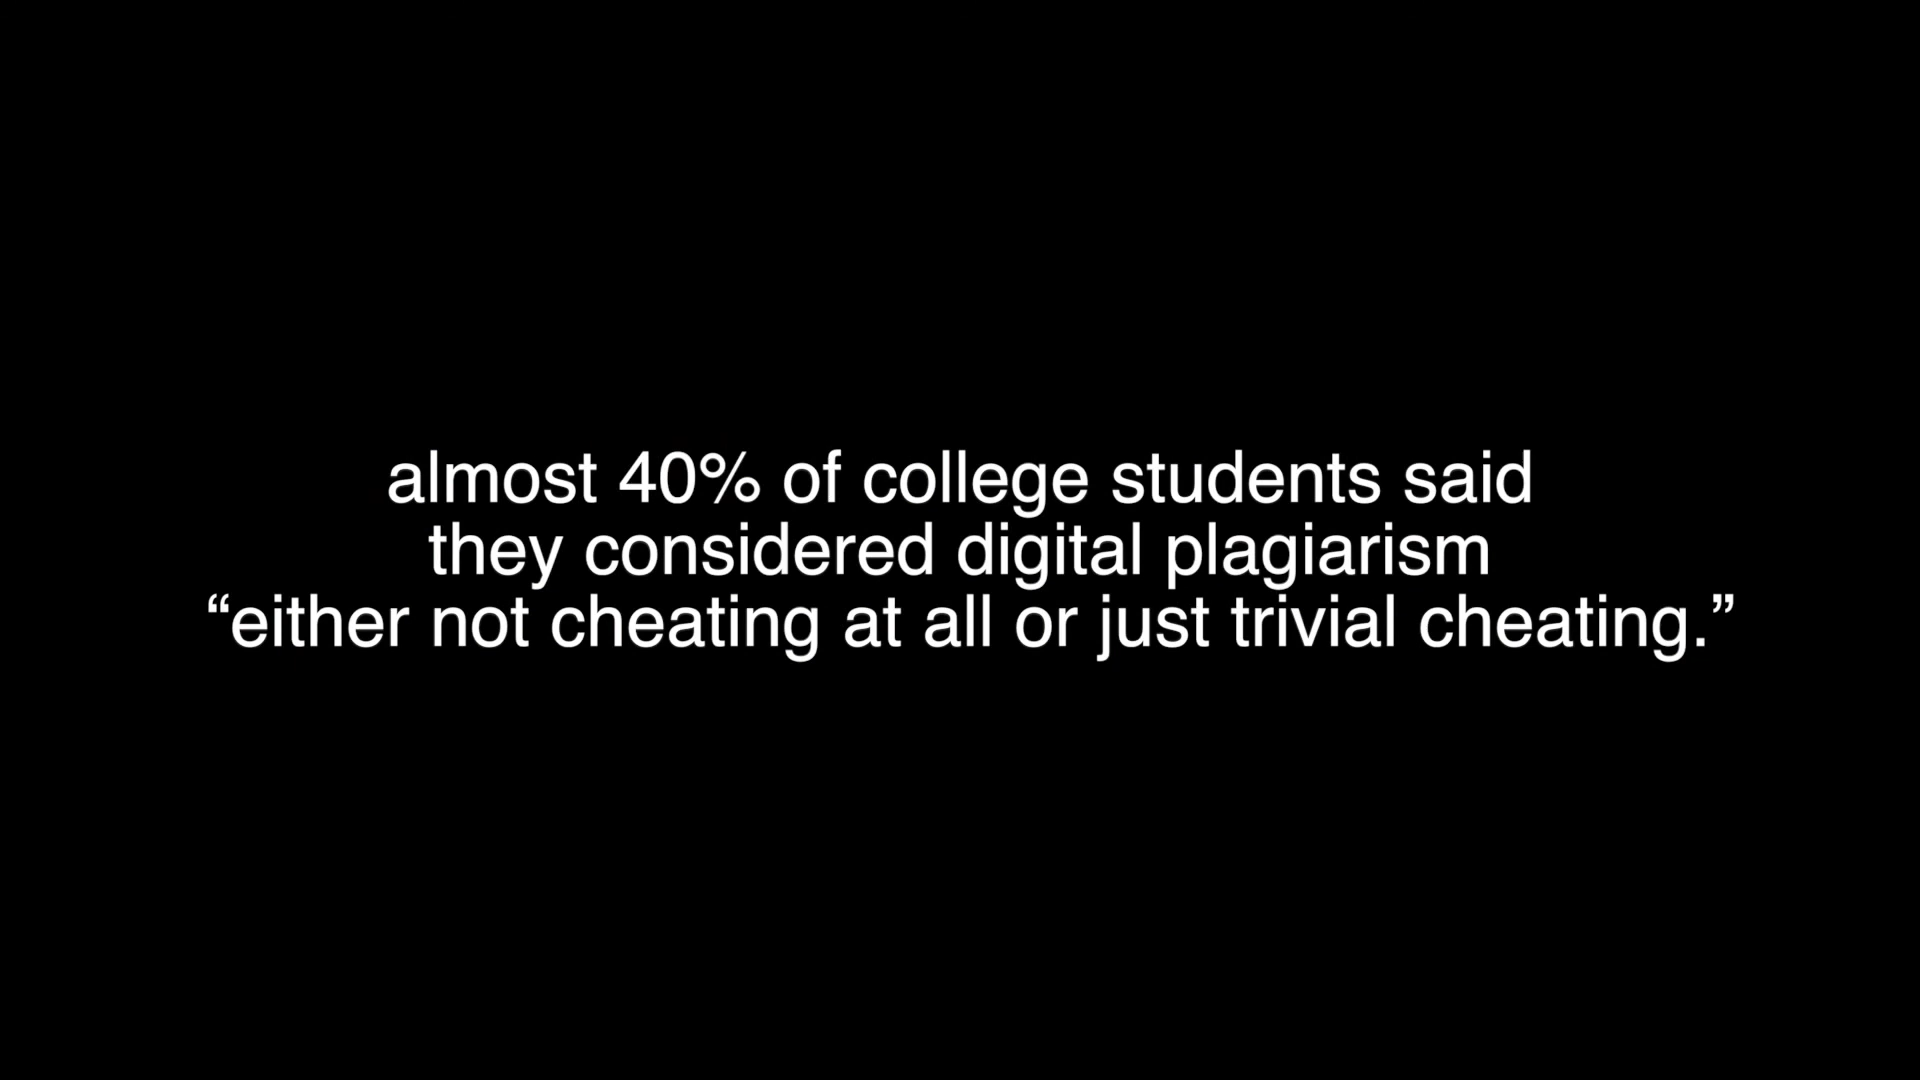 almost 40% of college students said
they considered digital plagiarism
“either not cheating at all or just trivial cheating.”